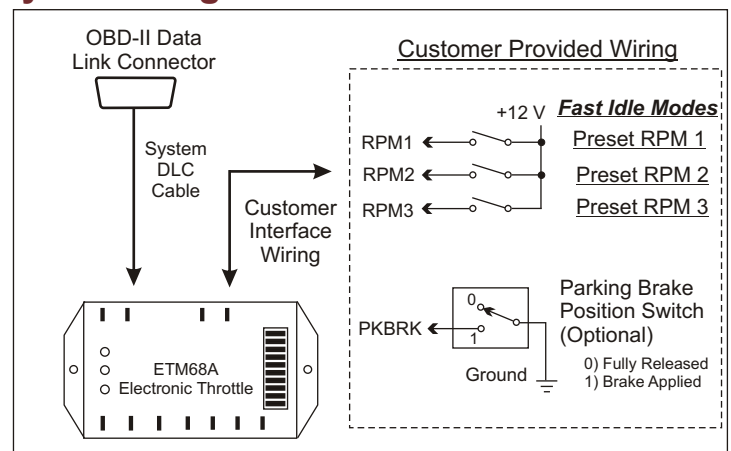 OBD-II Data
Link Connector
System
DLC
Cable
Customer
Interface
Wiring
ETM68A
Electronic Throttle
Customer Provided Wiring
+12 V
Fast Idle Modes
RPM1
Preset RPM 1
RPM2
Preset RPM 2
RPM3
Preset RPM 3
PKBRK
0
1
Ground
Parking Brake
Position Switch
(Optional)
0) Fully Released
1) Brake Applied